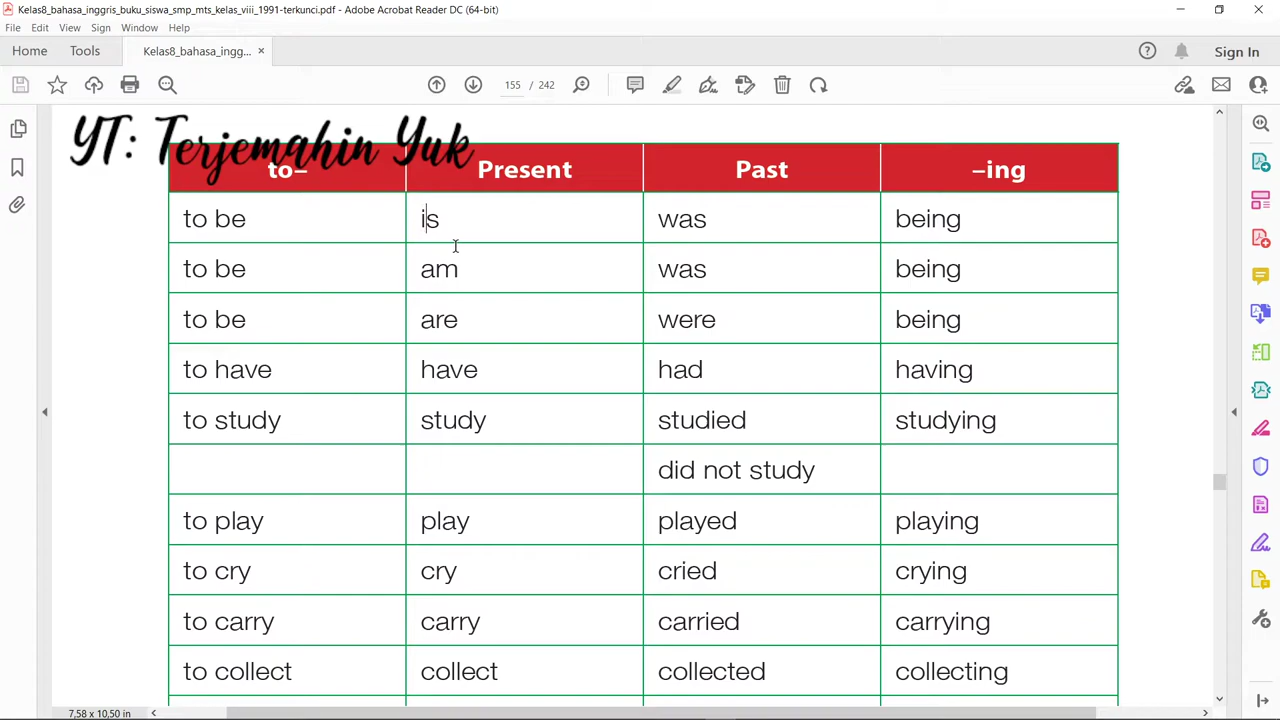 Kelas8_bahasa_inggris_buku_siswa_smp_mts_kelas_viii_1991-terkunci.pdf - Adobe Acrobat Reader DC (64-bit)
File Edit View Sign Window Help
Home Tools Kelas8_bahasa_ingg... × Sign In
155 / 242
YT: Terjemahin Yuk
to– Present Past –ing
to be is was being
to be am was being
to be are were being
to have have had having
to study study studied studying
did not study
to play play played playing
to cry cry cried crying
to carry carry carried carrying
to collect collect collected collecting
7,58 x 10,50 in